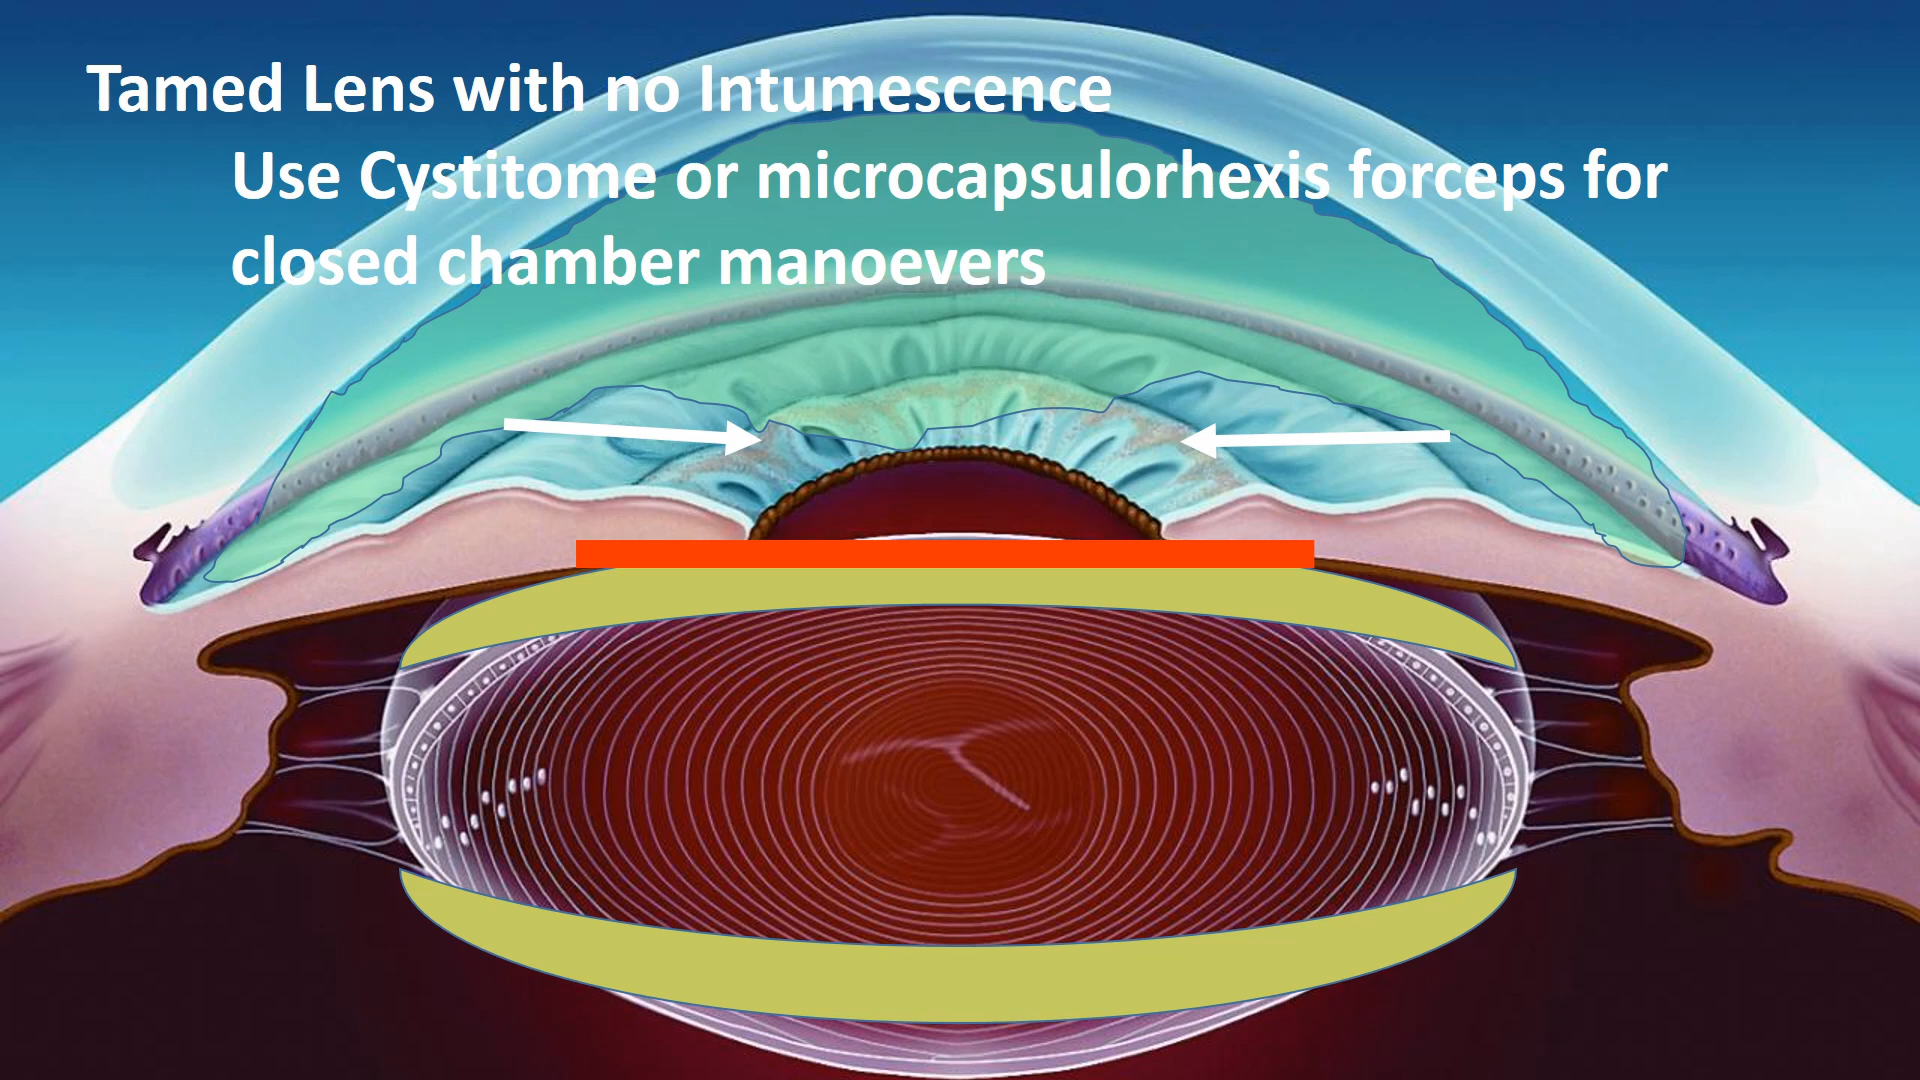 Tamed Lens with no Intumescence
Use Cystitome or microcapsulorhexis forceps for
closed chamber manoevers